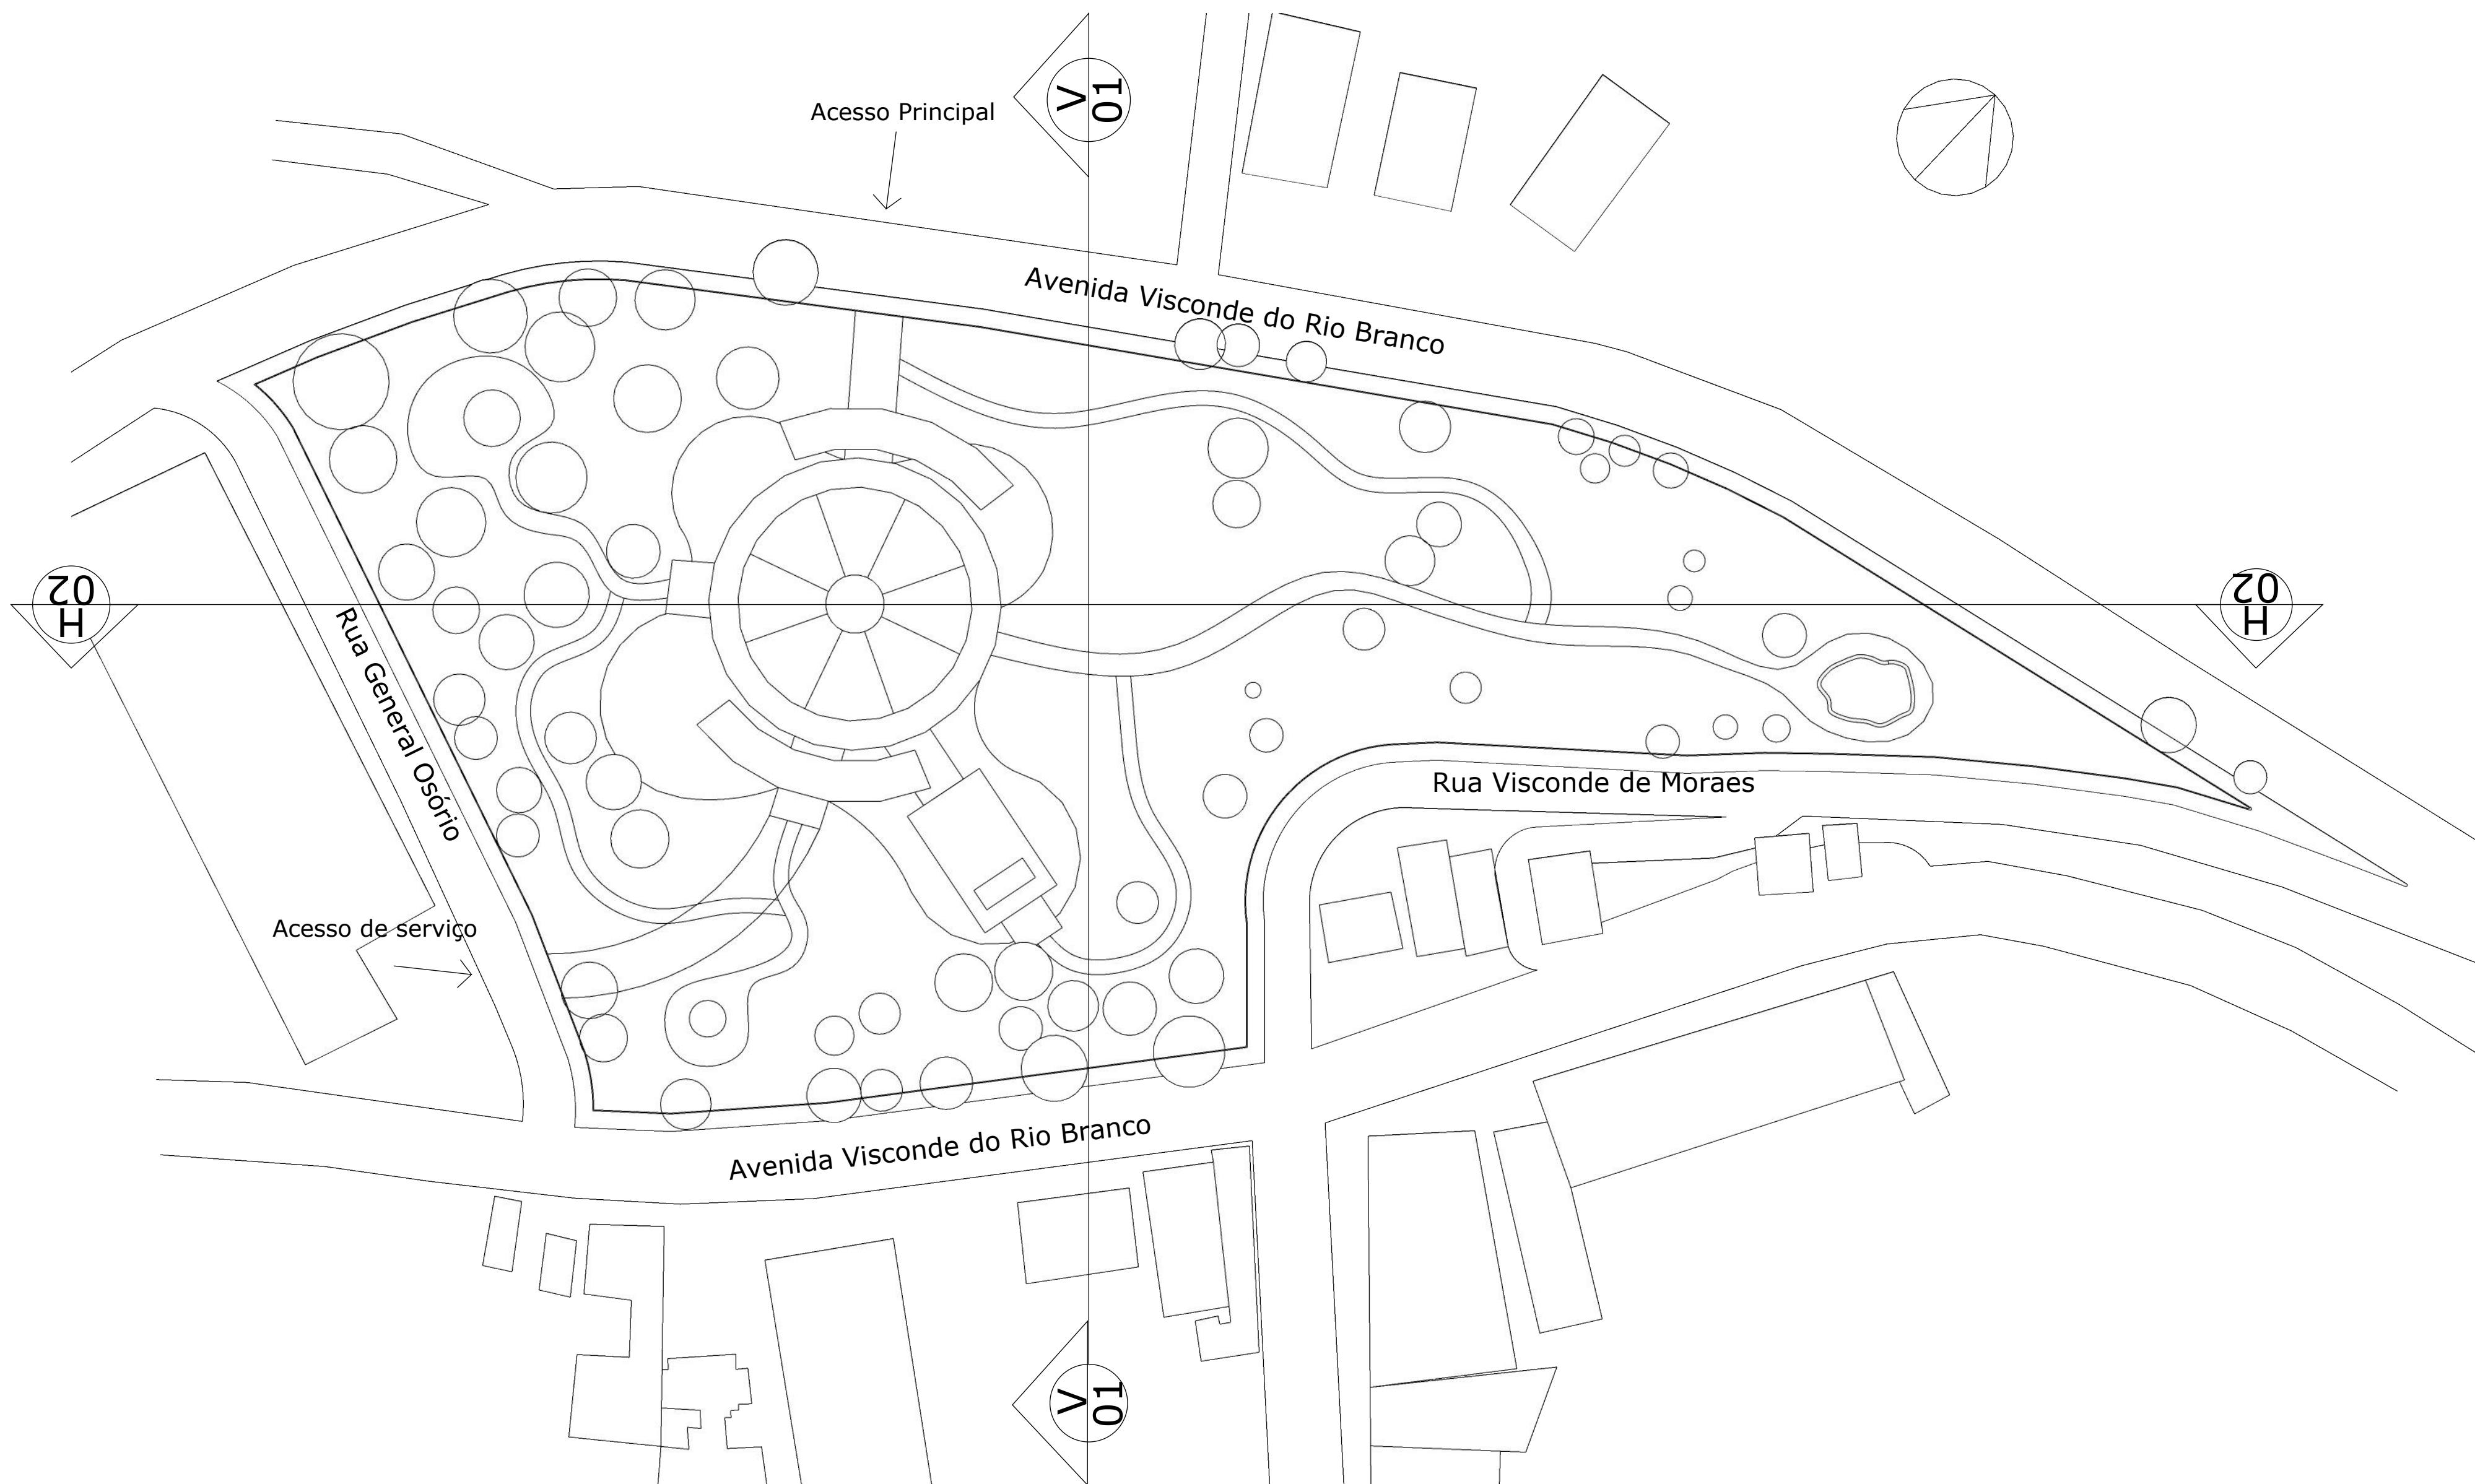 V
01
Acesso Principal
Avenida Visconde do Rio Branco
02
H
02
H
Rua General Osório
Rua Visconde de Moraes
Acesso de serviço
Avenida Visconde do Rio Branco
V
01